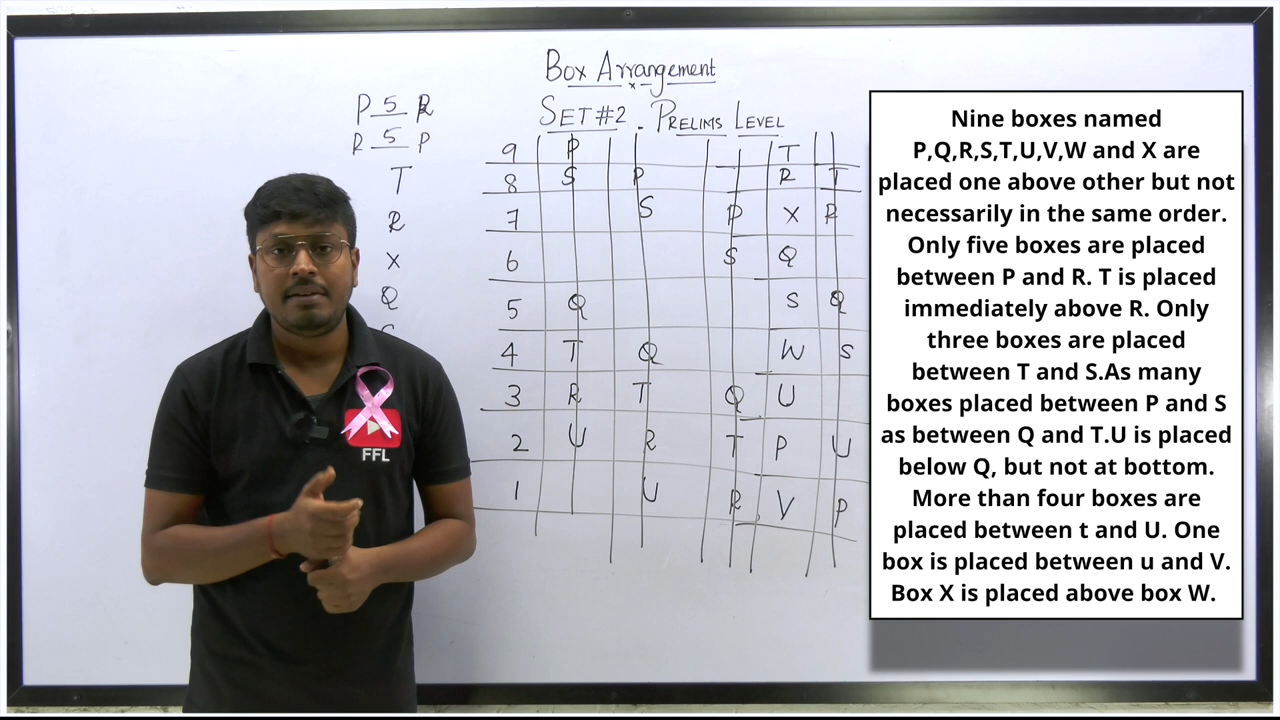 Box Arrangement
SET #2 - PRELIMS LEVEL
P 5 R
R 5 P
T
R
X
Q
S
9 P T
8 S P R T
7 S P X R
6 S Q
5 Q S Q
4 T Q W S
3 R T Q U
2 U R T P U
1 U R V P
FFL
Nine boxes named
P,Q,R,S,T,U,V,W and X are
placed one above other but not
necessarily in the same order.
Only five boxes are placed
between P and R. T is placed
immediately above R. Only
three boxes are placed
between T and S.As many
boxes placed between P and S
as between Q and T.U is placed
below Q, but not at bottom.
More than four boxes are
placed between t and U. One
box is placed between u and V.
Box X is placed above box W.